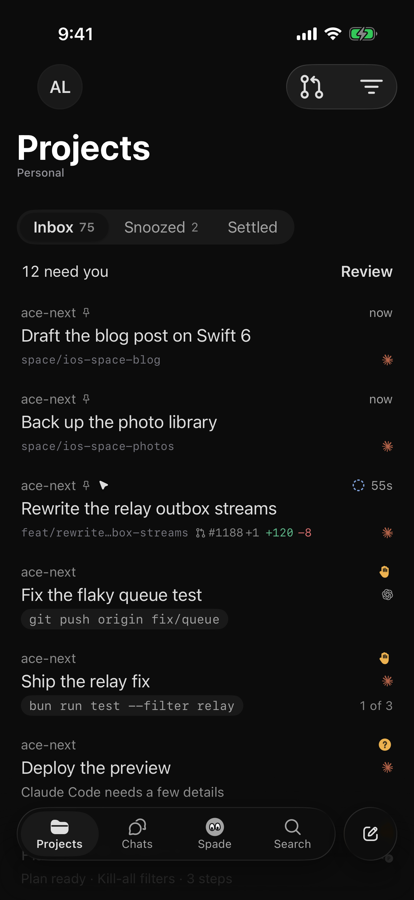 9:41
AL
Projects
Personal
Inbox 75 Snoozed 2 Settled
12 need you Review
ace-next now
Draft the blog post on Swift 6
space/ios-space-blog
ace-next now
Back up the photo library
space/ios-space-photos
ace-next 55s
Rewrite the relay outbox streams
feat/rewrite…box-streams #1188 +1 +120 −8
ace-next
Fix the flaky queue test
git push origin fix/queue
ace-next
Ship the relay fix
bun run test --filter relay 1 of 3
ace-next ?
Deploy the preview
Claude Code needs a few details
Projects Chats Spade Search
Plan ready · Kill-all filters · 3 steps